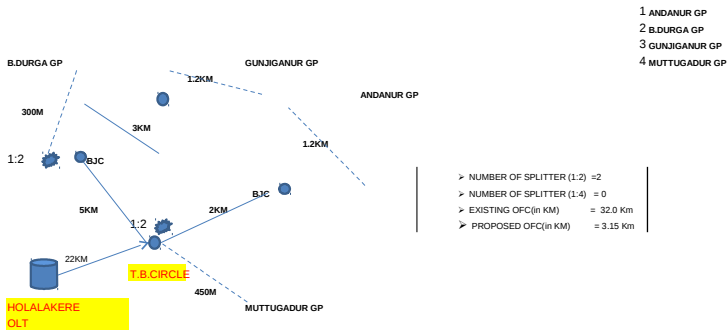 1 ANDANUR GP
2 B.DURGA GP
3 GUNJIGANUR GP
4 MUTTUGADUR GP
B.DURGA GP
GUNJIGANUR GP
1.2KM
ANDANUR GP
300M
3KM
1.2KM
1:2
BJC
NUMBER OF SPLITTER (1:2) =2
BJC
NUMBER OF SPLITTER (1:4) = 0
5KM
1:2
2KM
EXISTING OFC(in KM) = 32.0 Km
PROPOSED OFC(in KM) = 3.15 Km
22KM
T.B.CIRCLE
450M
HOLALAKERE
OLT
MUTTUGADUR GP